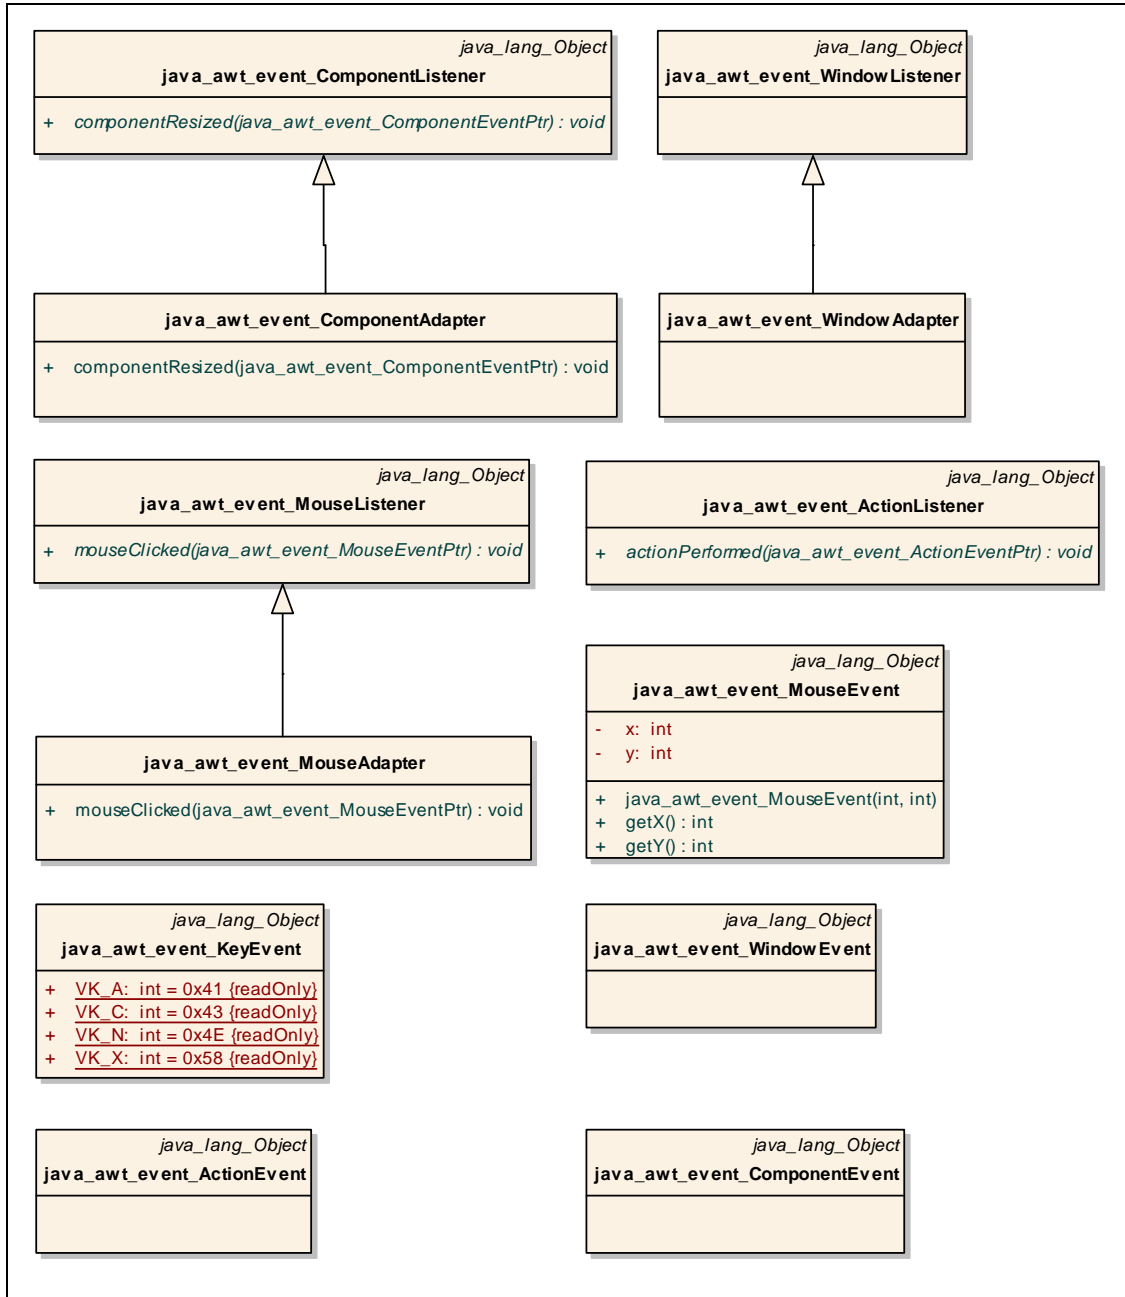 java_lang_Object
java_awt_event_ComponentListener
+ componentResized(java_awt_event_ComponentEventPtr) : void
java_lang_Object
java_awt_event_WindowListener
java_awt_event_ComponentAdapter
+ componentResized(java_awt_event_ComponentEventPtr) : void
java_awt_event_WindowAdapter
java_lang_Object
java_awt_event_MouseListener
+ mouseClicked(java_awt_event_MouseEventPtr) : void
java_lang_Object
java_awt_event_ActionListener
+ actionPerformed(java_awt_event_ActionEventPtr) : void
java_awt_event_MouseAdapter
+ mouseClicked(java_awt_event_MouseEventPtr) : void
java_lang_Object
java_awt_event_MouseEvent
- x: int
- y: int
+ java_awt_event_MouseEvent(int, int)
+ getX() : int
+ getY() : int
java_lang_Object
java_awt_event_KeyEvent
+ VK_A: int = 0x41 {readOnly}
+ VK_C: int = 0x43 {readOnly}
+ VK_N: int = 0x4E {readOnly}
+ VK_X: int = 0x58 {readOnly}
java_lang_Object
java_awt_event_WindowEvent
java_lang_Object
java_awt_event_ActionEvent
java_lang_Object
java_awt_event_ComponentEvent